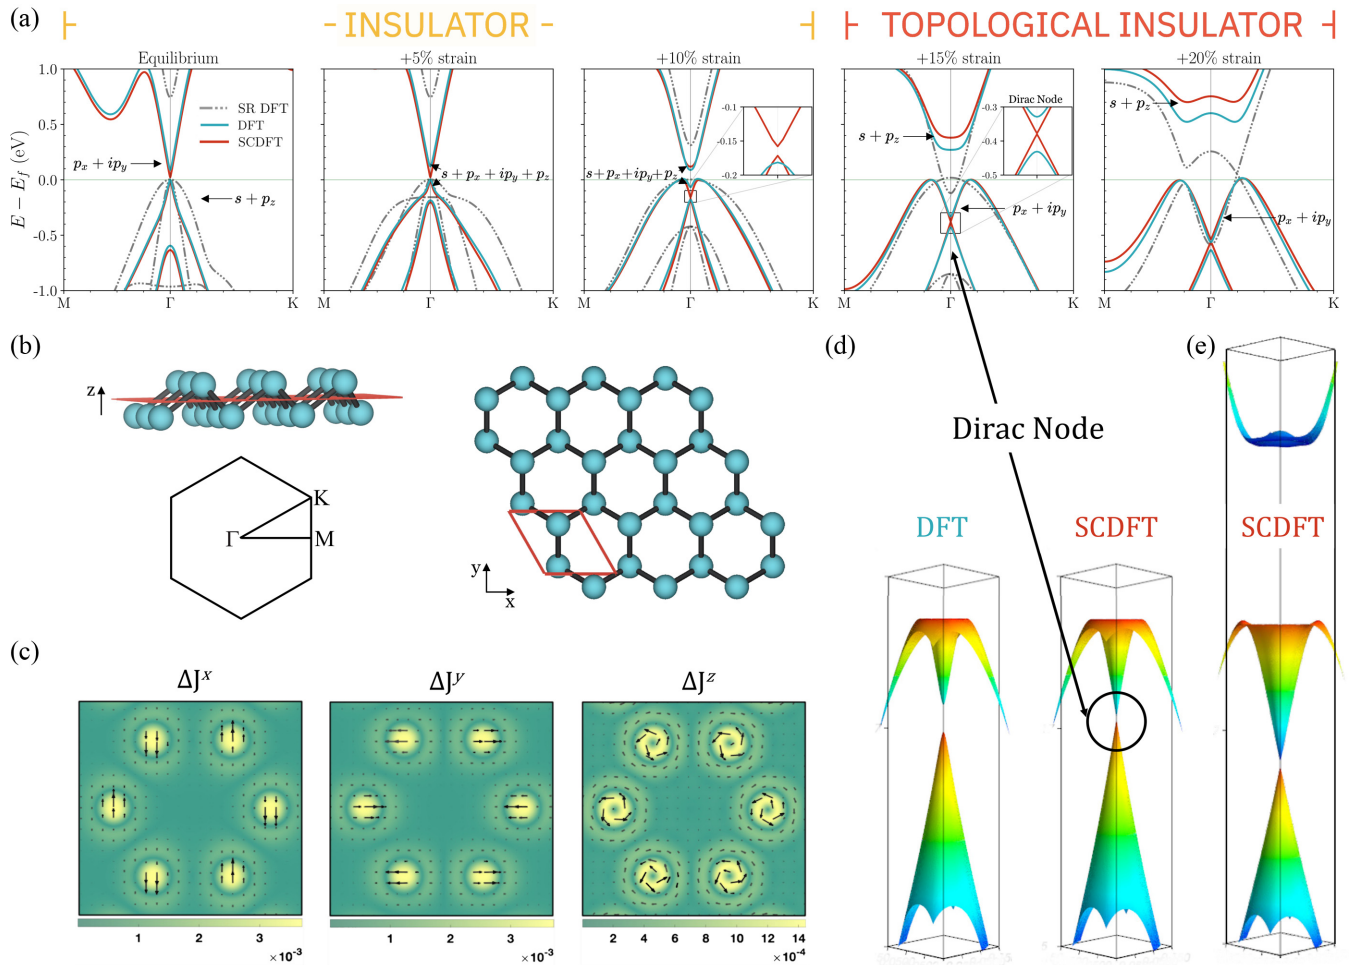 (a)
INSULATOR
TOPOLOGICAL INSULATOR
Equilibrium
+5% strain
+10% strain
+15% strain
+20% strain
E − E_f (eV)
1.0
0.5
0.0
-0.5
-1.0
SR DFT
DFT
SCDFT
p_x + ip_y
s + p_z
M
Γ
K
s + p_x + ip_y + p_z
M
Γ
K
s+p_x+ip_y+p_z
-0.1
-0.15
-0.2
M
Γ
K
s + p_z
Dirac Node
-0.3
-0.4
-0.5
p_x + ip_y
M
Γ
K
s + p_z
p_x + ip_y
M
Γ
K
(b)
z
Γ
K
M
y
x
(c)
ΔJ^x
ΔJ^y
ΔJ^z
1
3
×10⁻³
1
3
×10⁻³
2
4
6
8
10
12
14
×10⁻⁴
(d)
Dirac Node
DFT
SCDFT
(e)
SCDFT